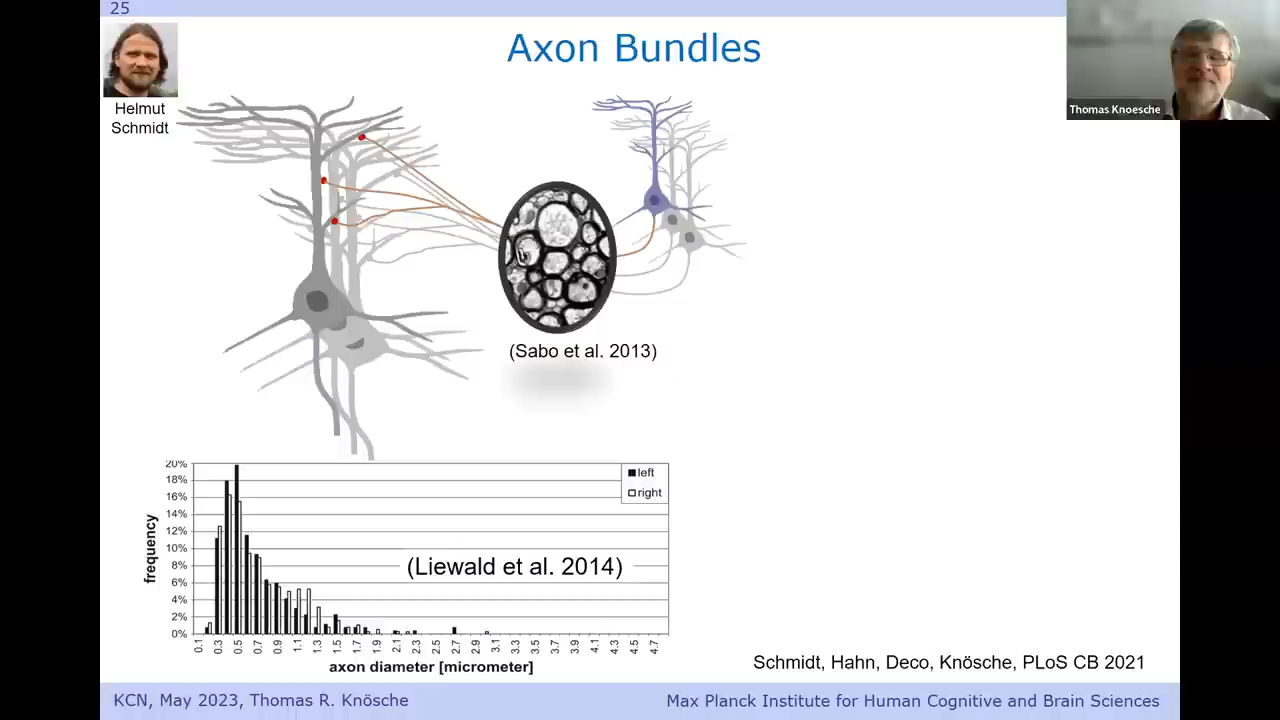 25
Axon Bundles
Thomas Knoesche
Helmut
Schmidt
(Sabo et al. 2013)
20%
18%
16%
14%
12%
10%
8%
6%
4%
2%
0%
frequency
left
right
(Liewald et al. 2014)
0.1 0.3 0.5 0.7 0.9 1.1 1.3 1.5 1.7 1.9 2.1 2.3 2.5 2.7 2.9 3.1 3.3 3.5 3.7 3.9 4.1 4.3 4.5 4.7
axon diameter [micrometer]
Schmidt, Hahn, Deco, Knösche, PLoS CB 2021
KCN, May 2023, Thomas R. Knösche
Max Planck Institute for Human Cognitive and Brain Sciences